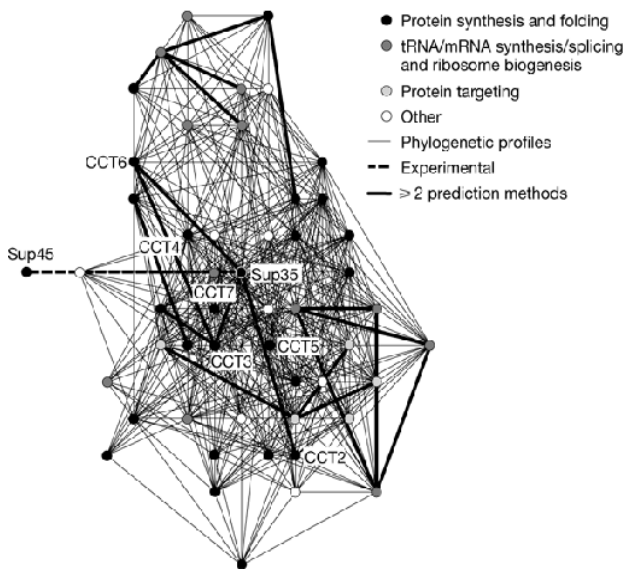 Protein synthesis and folding
tRNA/mRNA synthesis/splicing
and ribosome biogenesis
Protein targeting
Other
Phylogenetic profiles
Experimental
⩾2 prediction methods
CCT6
CCT4
Sup45
Sup35
CCT7
CCT5
CCT3
CCT2